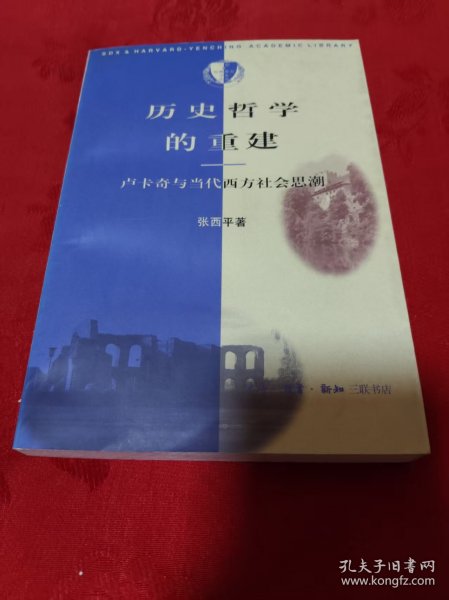 SDX & HARVARD-YENCHING ACADEMIC LIBRARY
历史哲学
的重建
卢卡奇与当代西方社会思潮
张西平著
·新知三联书店
孔夫子旧书网
www.kongfz.com